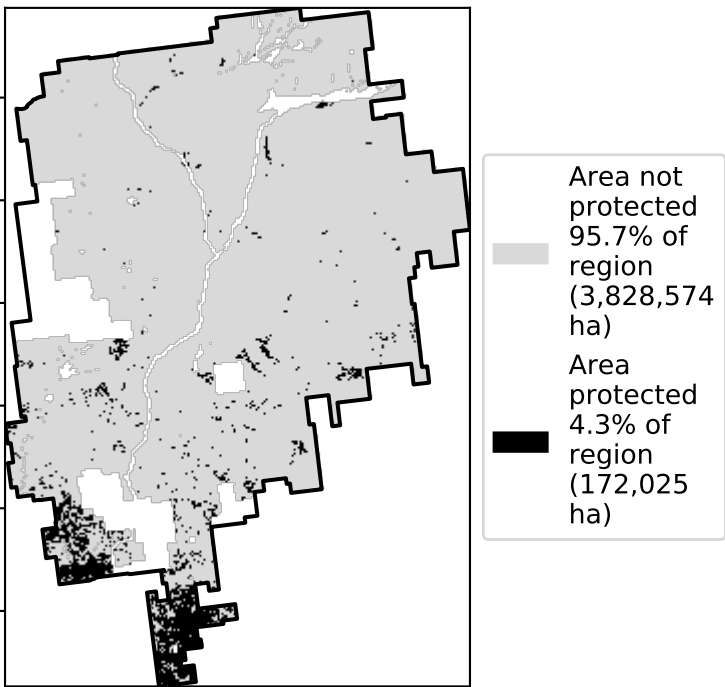 Area not
protected
95.7% of
region
(3,828,574
ha)
Area
protected
4.3% of
region
(172,025
ha)